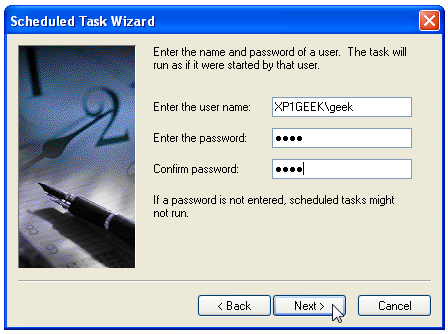 Scheduled Task Wizard
Enter the name and password of a user. The task will
run as if it were started by that user.
Enter the user name: XP1GEEK\geek
Enter the password: ●●●●
Confirm password: ●●●●
If a password is not entered, scheduled tasks might
not run.
< Back Next > Cancel